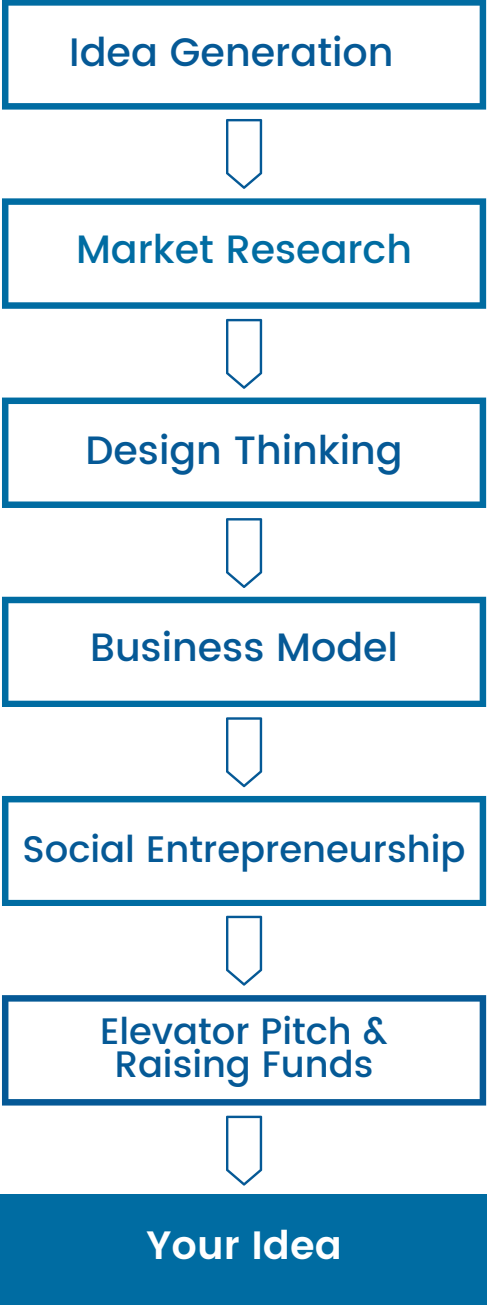 Idea Generation
Market Research
Design Thinking
Business Model
Social Entrepreneurship
Elevator Pitch &
Raising Funds
Your Idea